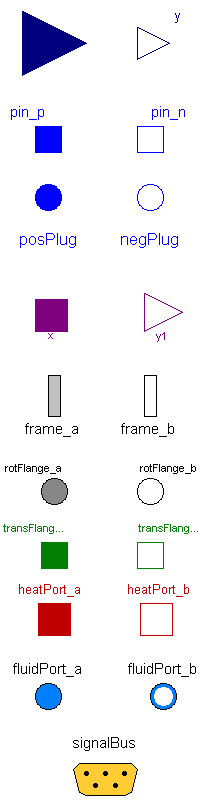 y
pin_p pin_n
posPlug negPlug
x y1
frame_a frame_b
rotFlange_a rotFlange_b
transFlang... transFlang...
heatPort_a heatPort_b
fluidPort_a fluidPort_b
signalBus